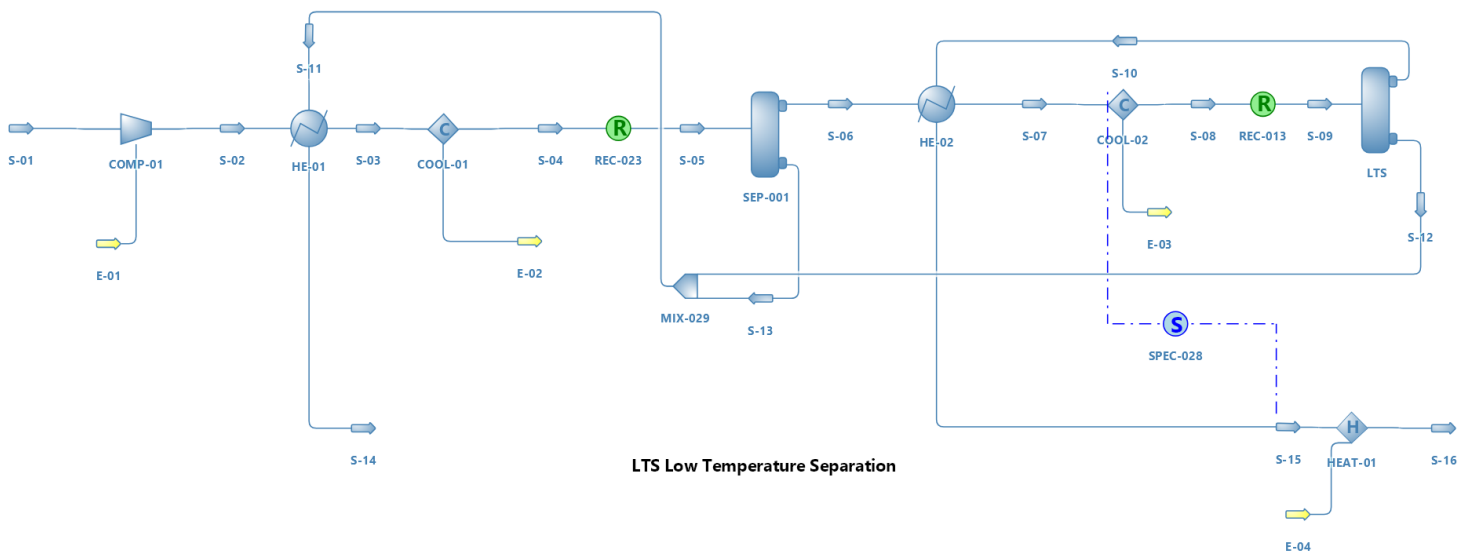 S-11
S-10
C
R
S-06
HE-02
S-07
COOL-02
S-08
REC-013
S-09
LTS
C
R
S-01
COMP-01
S-02
HE-01
S-03
COOL-01
S-04
REC-023
S-05
SEP-001
S-12
E-01
E-02
E-03
MIX-029
S-13
S
SPEC-028
H
S-14
LTS Low Temperature Separation
S-15
HEAT-01
S-16
E-04